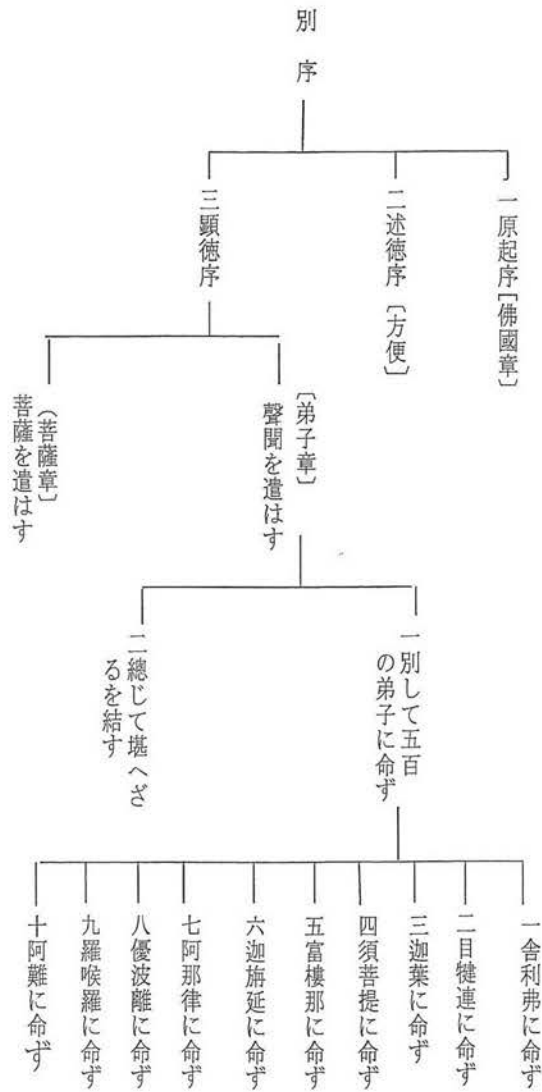 別序
一原起序〔佛國章〕
二述徳序〔方便〕
三顯徳序
〔弟子章〕
聲聞を遣はす
(菩薩章〕
菩薩を遣はす
一別して五百
の弟子に命ず
二總じて堪へざ
るを結す
一舎利弗に命ず
二目犍連に命ず
三迦葉に命ず
四須菩提に命ず
五富樓那に命ず
六迦旃延に命ず
七阿那律に命ず
八優波離に命ず
九羅喉羅に命ず
十阿難に命ず